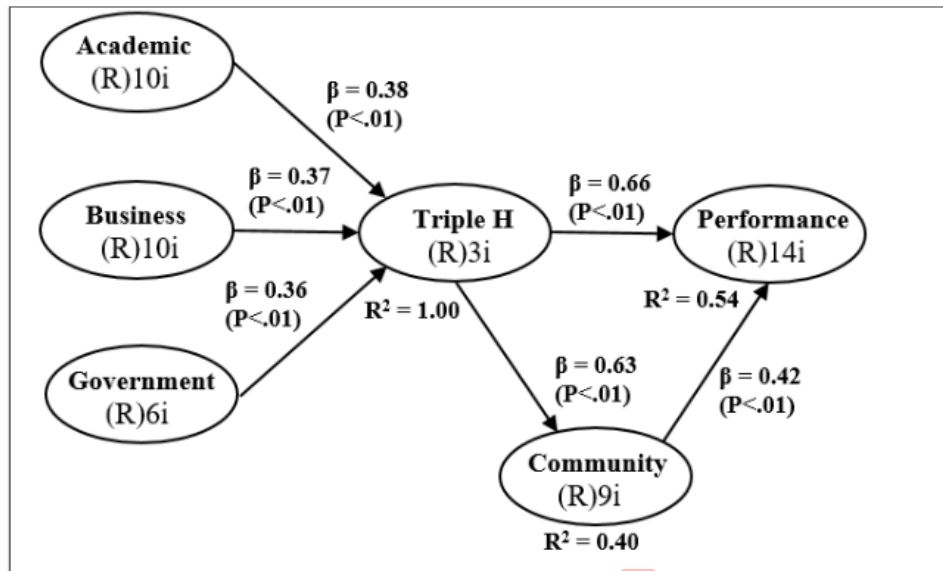 Academic
(R)10i
β = 0.38
(P<.01)
β = 0.37
(P<.01)
β = 0.66
(P<.01)
Business
(R)10i
Triple H
(R)3i
Performance
(R)14i
β = 0.36
(P<.01)
R² = 1.00
R² = 0.54
Government
(R)6i
β = 0.63
(P<.01)
β = 0.42
(P<.01)
Community
(R)9i
R² = 0.40